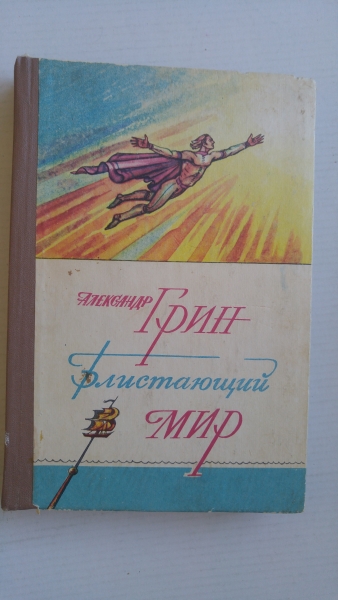 Александр
Грин
Блистающий
мир